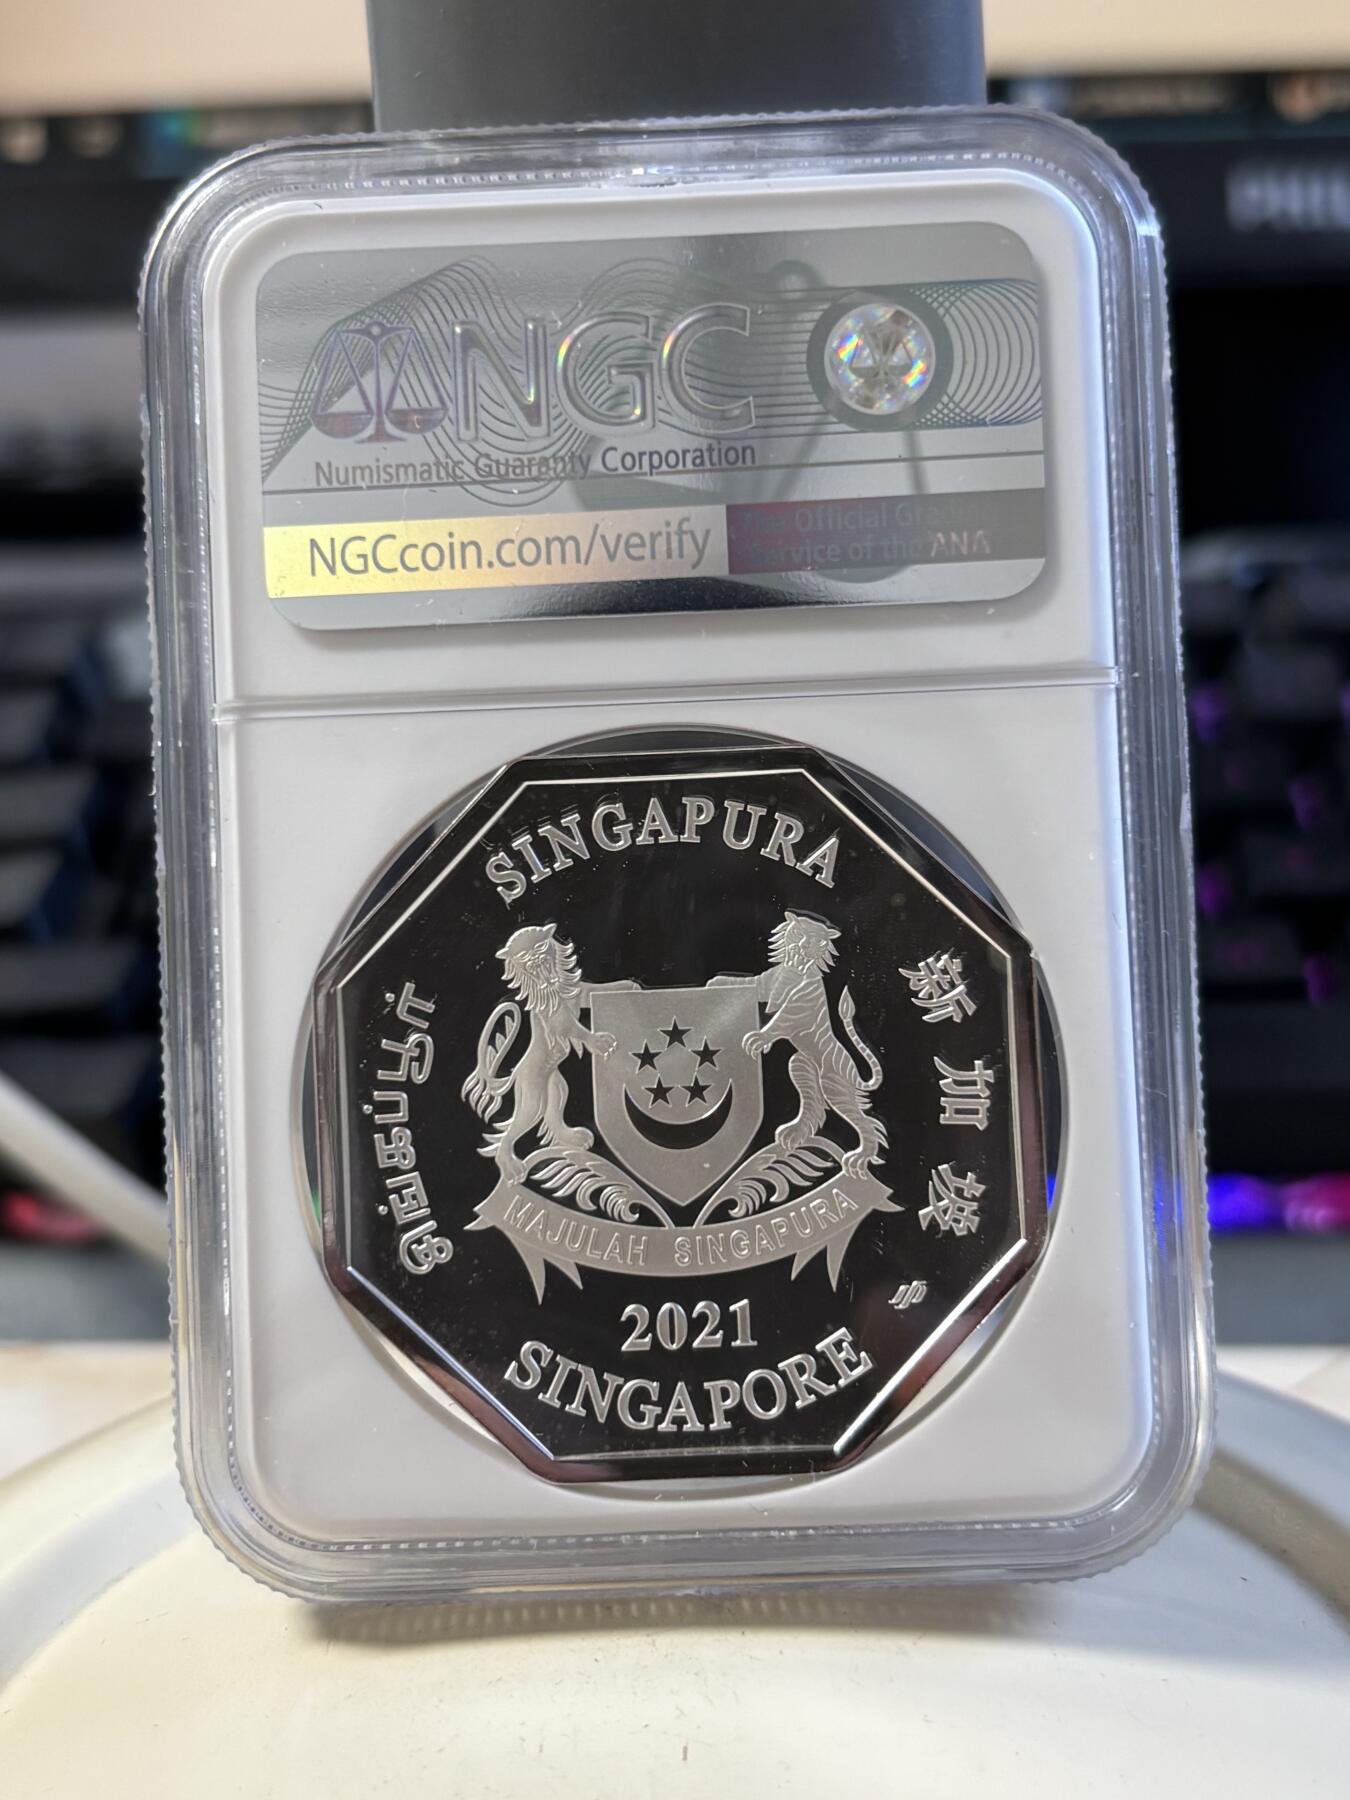 NGC
Numismatic Guaranty Corporation
NGCcoin.com/verify
The Official Grading
Service of the ANA
SINGAPURA
சிங்கப்பூர்
新加坡
MAJULAH SINGAPURA
2021
SINGAPORE